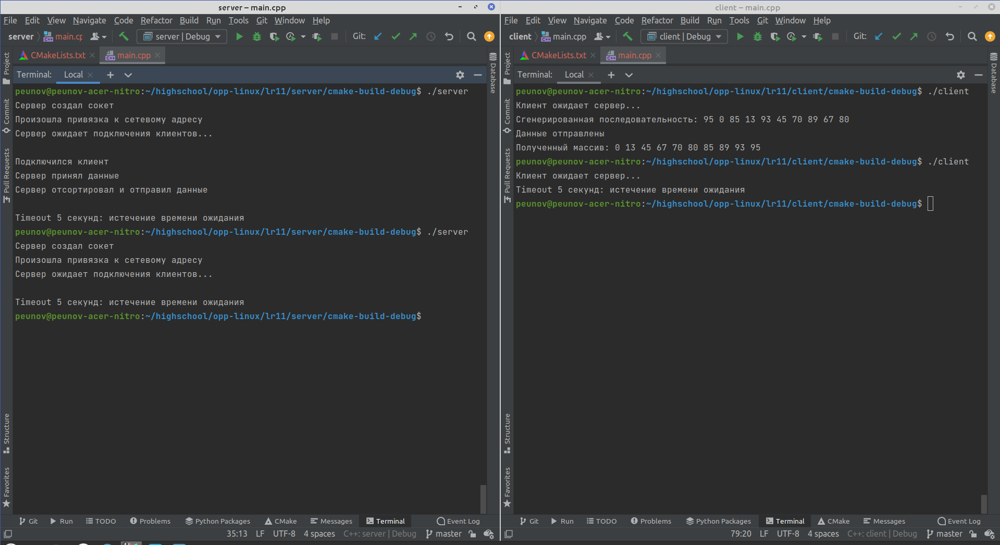 server – main.cpp
File Edit View Navigate Code Refactor Build Run Tools Git Window Help
server main.cp server | Debug Git:
CMakeLists.txt main.cpp
Terminal: Local
peunov@peunov-acer-nitro:~/highschool/opp-linux/lr11/server/cmake-build-debug$ ./server
Сервер создал сокет
Произошла привязка к сетевому адресу
Сервер ожидает подключения клиентов...
Подключился клиент
Сервер принял данные
Сервер отсортировал и отправил данные
Timeout 5 секунд: истечение времени ожидания
peunov@peunov-acer-nitro:~/highschool/opp-linux/lr11/server/cmake-build-debug$ ./server
Сервер создал сокет
Произошла привязка к сетевому адресу
Сервер ожидает подключения клиентов...
Timeout 5 секунд: истечение времени ожидания
peunov@peunov-acer-nitro:~/highschool/opp-linux/lr11/server/cmake-build-debug$
Project
Commit
Pull Requests
Structure
Favorites
Database
Git Run TODO Problems Python Packages CMake Messages Terminal Event Log
35:13 LF UTF-8 4 spaces C++: server | Debug master
client – main.cpp
File Edit View Navigate Code Refactor Build Run Tools Git Window Help
client main.cpp client | Debug Git:
CMakeLists.txt main.cpp
Terminal: Local
peunov@peunov-acer-nitro:~/highschool/opp-linux/lr11/client/cmake-build-debug$ ./client
Клиент ожидает сервер...
Сгенерированная последовательность: 95 0 85 13 93 45 70 89 67 80
Данные отправлены
Полученный массив: 0 13 45 67 70 80 85 89 93 95
peunov@peunov-acer-nitro:~/highschool/opp-linux/lr11/client/cmake-build-debug$ ./client
Клиент ожидает сервер...
Timeout 5 секунд: истечение времени ожидания
peunov@peunov-acer-nitro:~/highschool/opp-linux/lr11/client/cmake-build-debug$
Project
Commit
Pull Requests
Structure
Favorites
Database
Git Run TODO Problems Python Packages Terminal CMake Messages Event Log
79:20 LF UTF-8 4 spaces C++: client | Debug master